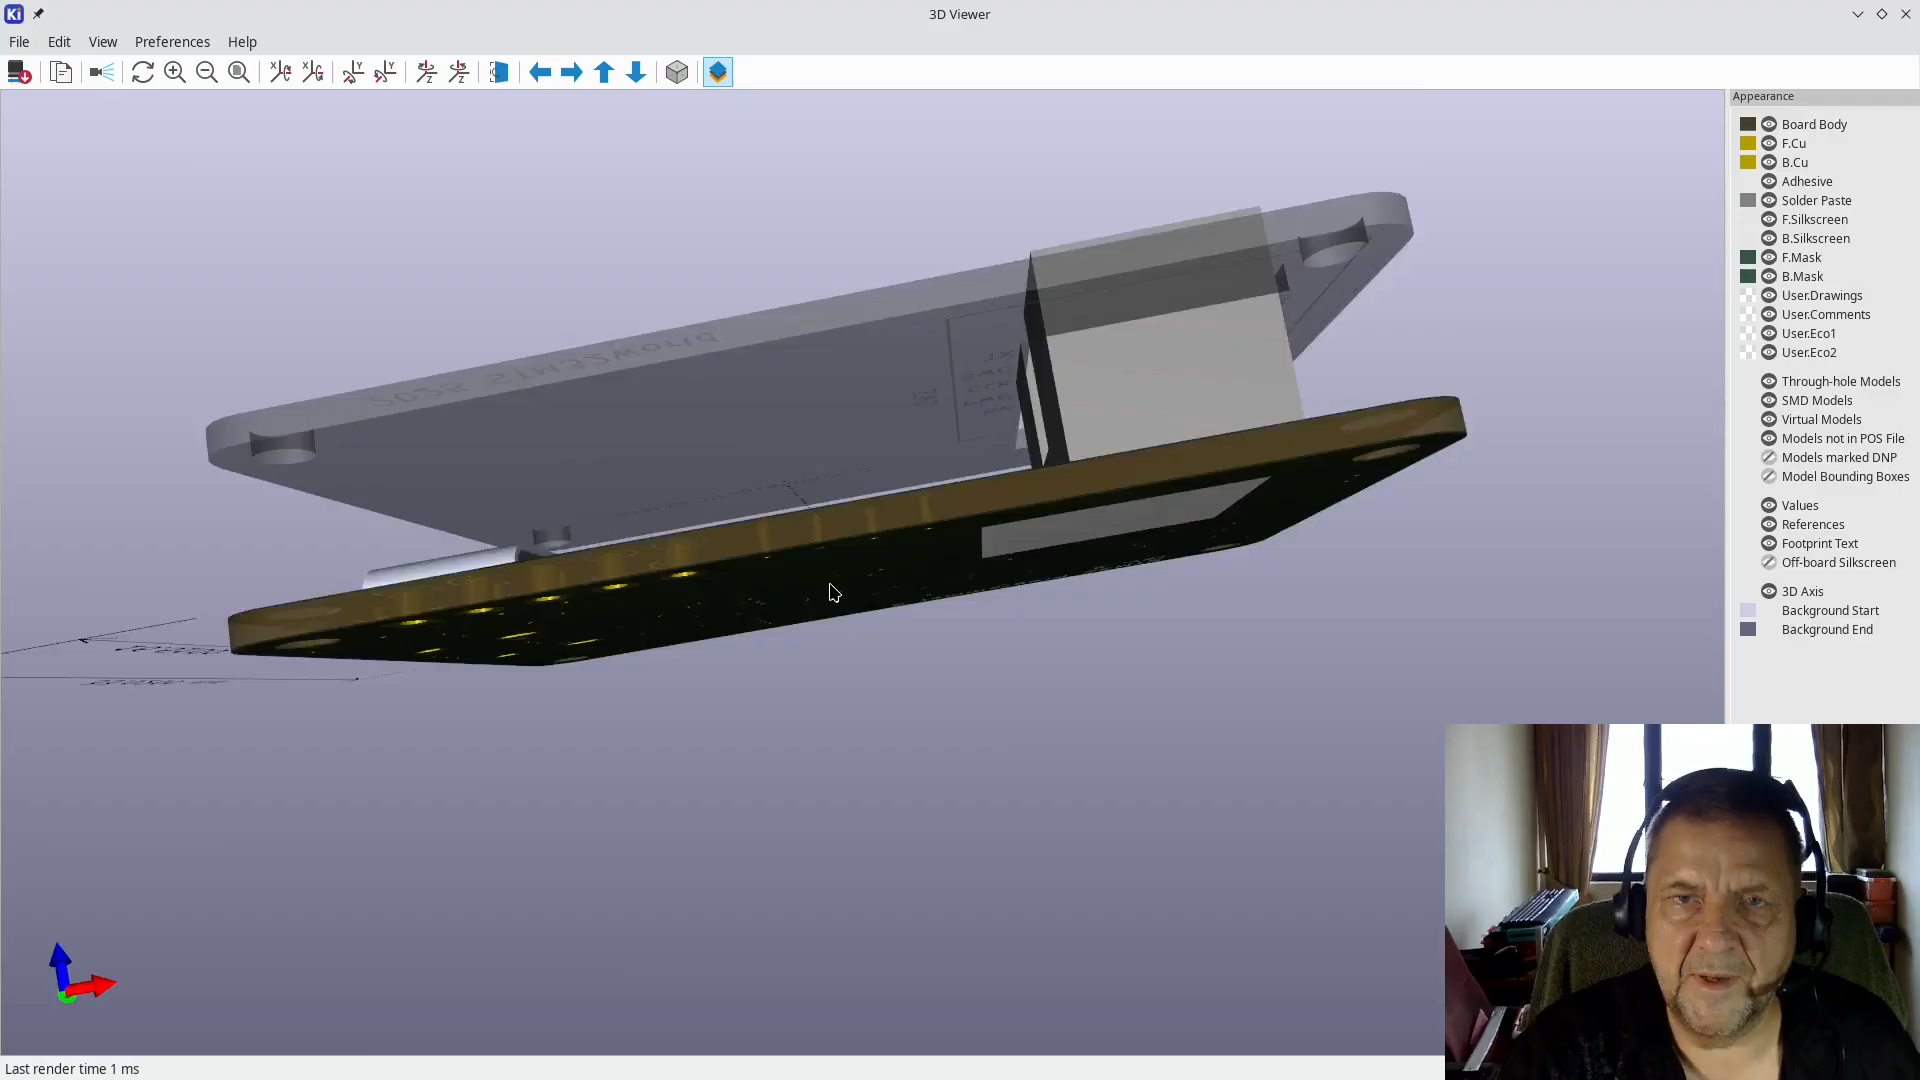 Ki
3D Viewer
File Edit View Preferences Help
Appearance
Board Body
F.Cu
B.Cu
Adhesive
Solder Paste
F.Silkscreen
B.Silkscreen
F.Mask
B.Mask
User.Drawings
User.Comments
User.Eco1
User.Eco2
Through-hole Models
SMD Models
Virtual Models
Models not in POS File
Models marked DNP
Model Bounding Boxes
Values
References
Footprint Text
Off-board Silkscreen
3D Axis
Background Start
Background End
2025 STM32World
Last render time 1 ms